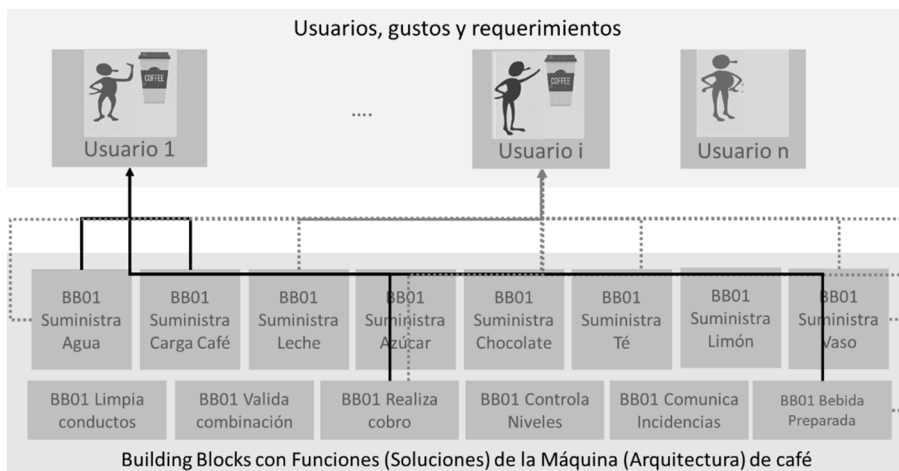 Usuarios, gustos y requerimientos
COFFEE
COFFEE
....
Usuario 1
Usuario i
Usuario n
BB01 Suministra Agua
BB01 Suministra Carga Café
BB01 Suministra Leche
BB01 Suministra Azúcar
BB01 Suministra Chocolate
BB01 Suministra Té
BB01 Suministra Limón
BB01 Suministra Vaso
BB01 Limpia conductos
BB01 Valida combinación
BB01 Realiza cobro
BB01 Controla Niveles
BB01 Comunica Incidencias
BB01 Bebida Preparada
Building Blocks con Funciones (Soluciones) de la Máquina (Arquitectura) de café